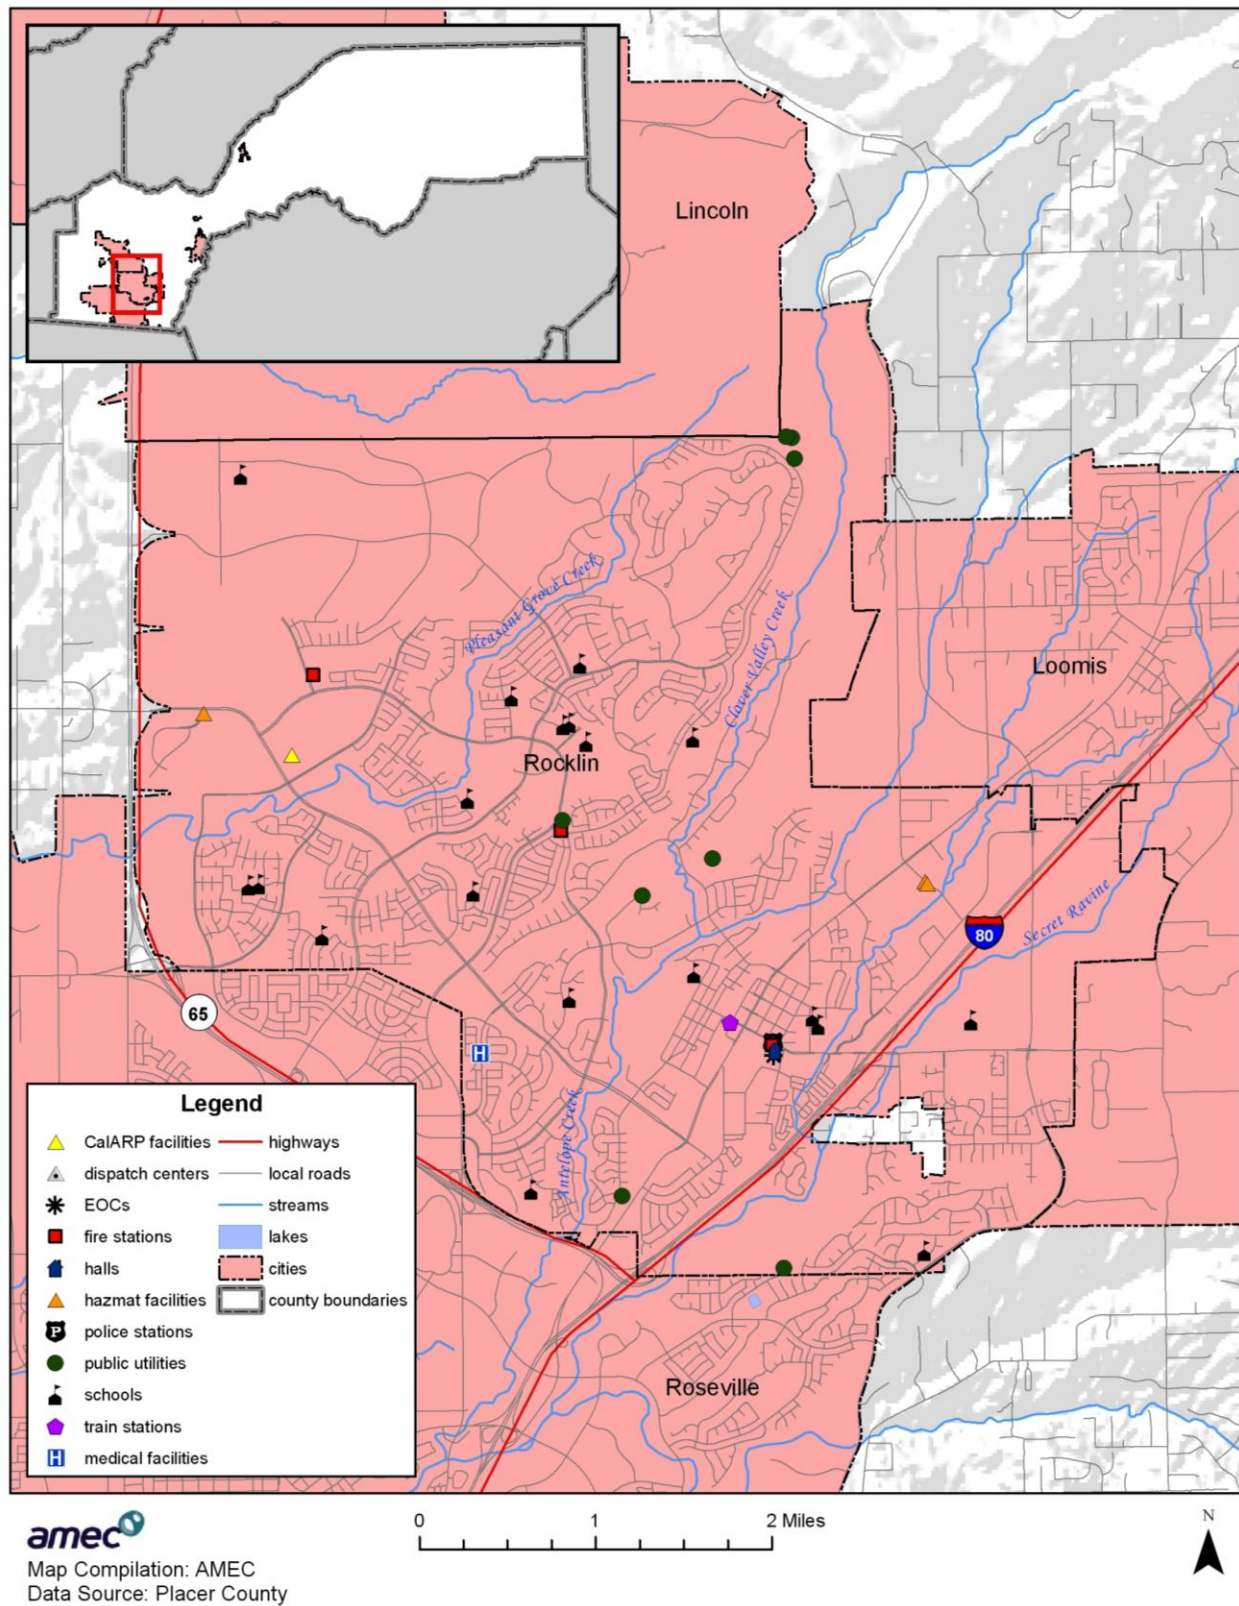 Lincoln
Pleasant Grove Creek
Clover Valley Creek
Loomis
Rocklin
Secret Ravine
80
65
H
Antelope Creek
Roseville
Legend
CalARP facilities
highways
dispatch centers
local roads
EOCs
streams
fire stations
lakes
halls
cities
hazmat facilities
county boundaries
P police stations
public utilities
schools
train stations
H medical facilities
amec
Map Compilation: AMEC
Data Source: Placer County
0 1 2 Miles
N